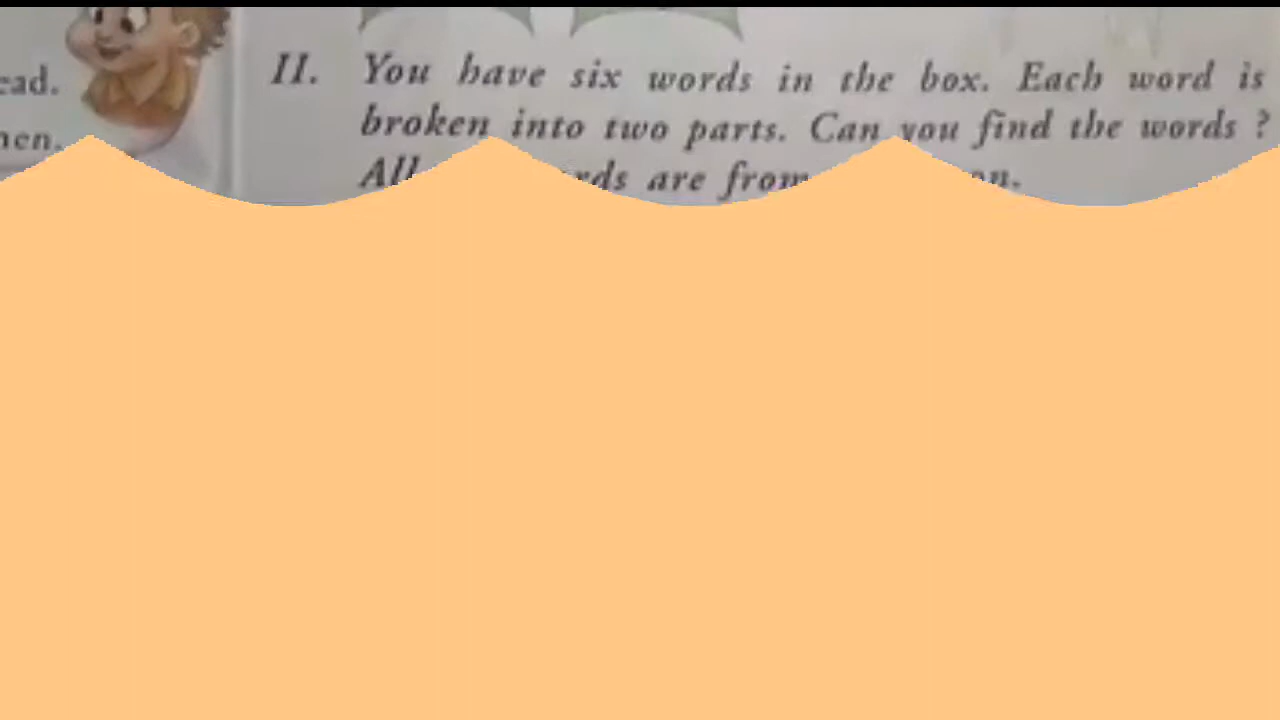 II. You have six words in the box. Each word is
ead.
broken into two parts. Can you find the words ?
hen.
All are from